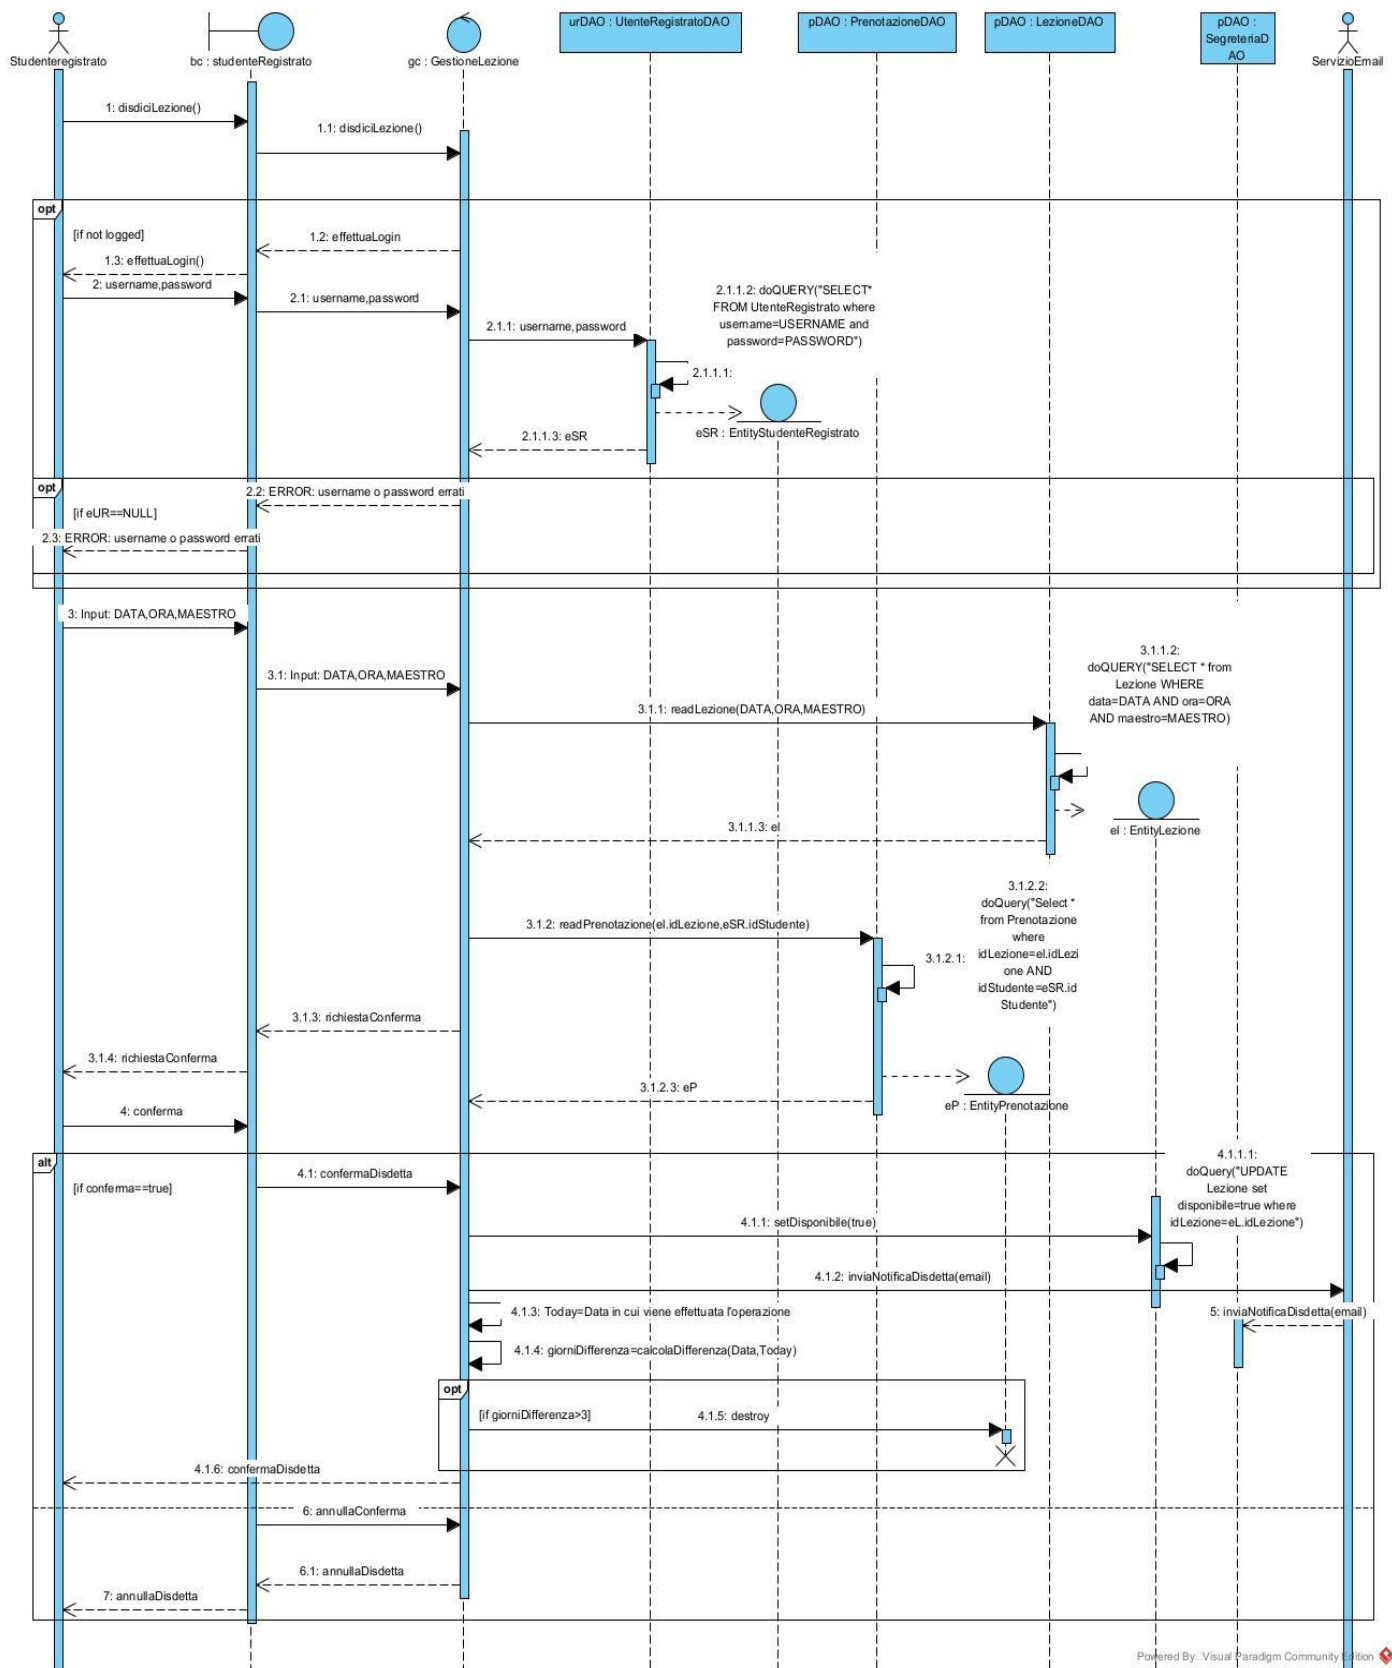 urDAO : UtenteRegistratoDAO
pDAO : PrenotazioneDAO
pDAO : LezioneDAO
pDAO :
SegreteriaD
AO
Studenteregistrato
bc : studenteRegistrato
gc : GestioneLezione
ServizioEmail
1: disdiciLezione()
1.1: disdiciLezione()
opt
[if not logged]
1.2: effettuaLogin
1.3: effettuaLogin()
2: username,password
2.1: username,password
2.1.1: username,password
2.1.1.2: doQUERY("SELECT*
FROM UtenteRegistrato where
username=USERNAME and
password=PASSWORD")
2.1.1.1:
eSR : EntityStudenteRegistrato
2.1.1.3: eSR
opt
2.2: ERROR: username o password errati
[if eUR==NULL]
2.3: ERROR: username o password errati
3: Input: DATA,ORA,MAESTRO
3.1: Input: DATA,ORA,MAESTRO
3.1.1: readLezione(DATA,ORA,MAESTRO)
3.1.1.2:
doQUERY("SELECT * from
Lezione WHERE
data=DATA AND ora=ORA
AND maestro=MAESTRO)
el : EntityLezione
3.1.1.3: el
3.1.2: readPrenotazione(el.idLezione,eSR.idStudente)
3.1.2.2:
doQuery("Select *
from Prenotazione
where
idLezione=el.idLezi
one AND
idStudente=eSR.id
Studente")
3.1.2.1:
3.1.3: richiestaConferma
3.1.4: richiestaConferma
3.1.2.3: eP
eP : EntityPrenotazione
4: conferma
alt
[if conferma==true]
4.1: confermaDisdetta
4.1.1.1:
doQuery("UPDATE
Lezione set
disponibile=true where
idLezione=eL.idLezione")
4.1.1: setDisponibile(true)
4.1.2: inviaNotificaDisdetta(email)
4.1.3: Today=Data in cui viene effettuata l'operazione
5: inviaNotificaDisdetta(email)
4.1.4: giorniDifferenza=calcolaDifferenza(Data,Today)
opt
[if giorniDifferenza>3]
4.1.5: destroy
4.1.6: confermaDisdetta
6: annullaConferma
6.1: annullaDisdetta
7: annullaDisdetta
Powered By: Visual Paradigm Community Edition